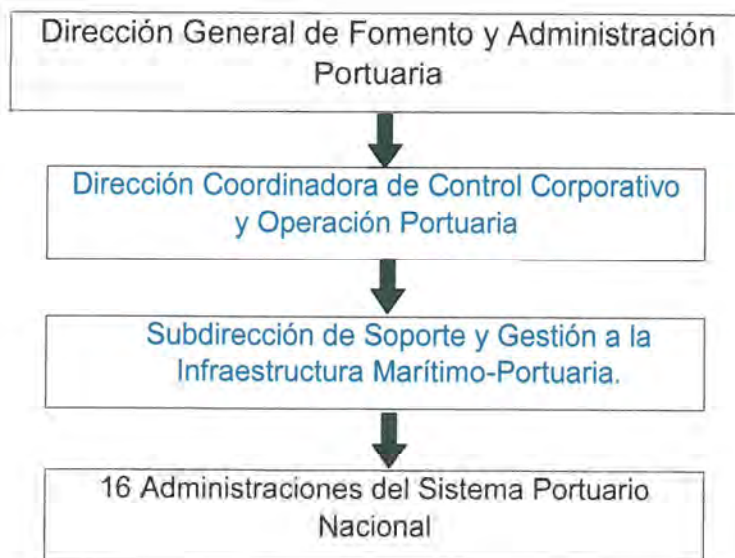 Dirección General de Fomento y Administración
Portuaria
Dirección Coordinadora de Control Corporativo
y Operación Portuaria
Subdirección de Soporte y Gestión a la
Infraestructura Marítimo-Portuaria.
16 Administraciones del Sistema Portuario
Nacional